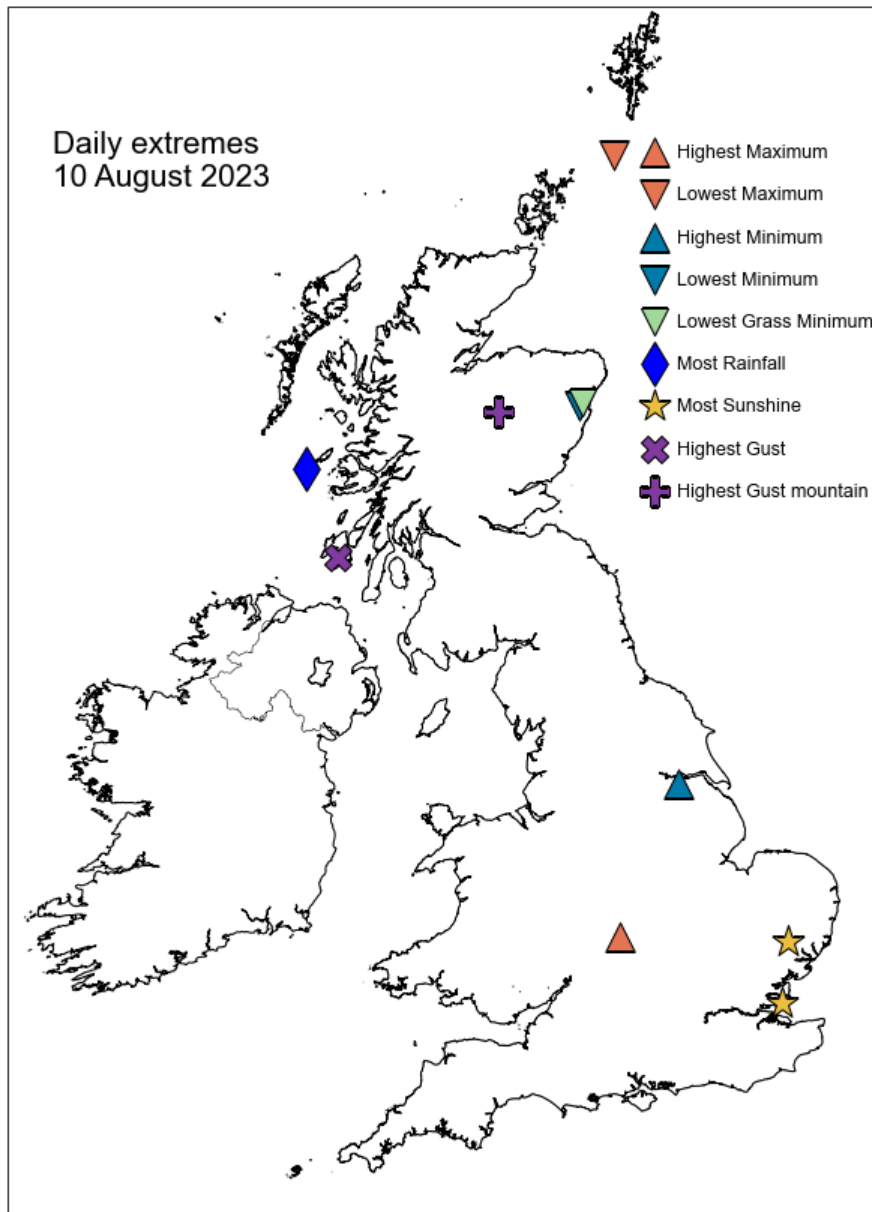 Daily extremes
10 August 2023
Highest Maximum
Lowest Maximum
Highest Minimum
Lowest Minimum
Lowest Grass Minimum
Most Rainfall
Most Sunshine
Highest Gust
Highest Gust mountain